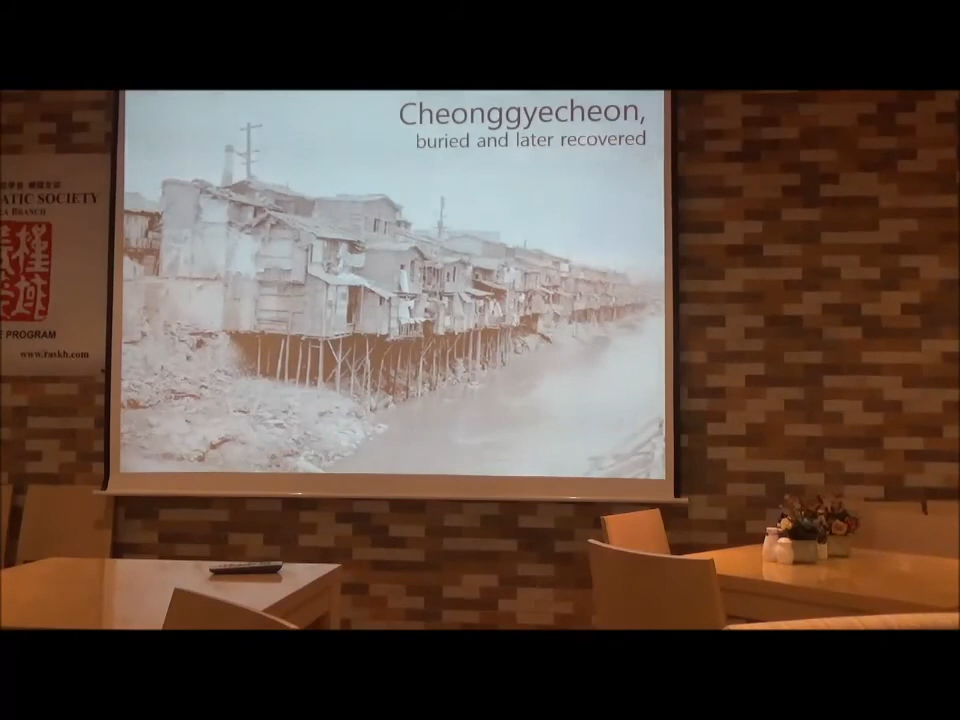 Cheonggyecheon,
buried and later recovered
ATIC SOCIETY
BRANCH
PROGRAM
www.raskb.com